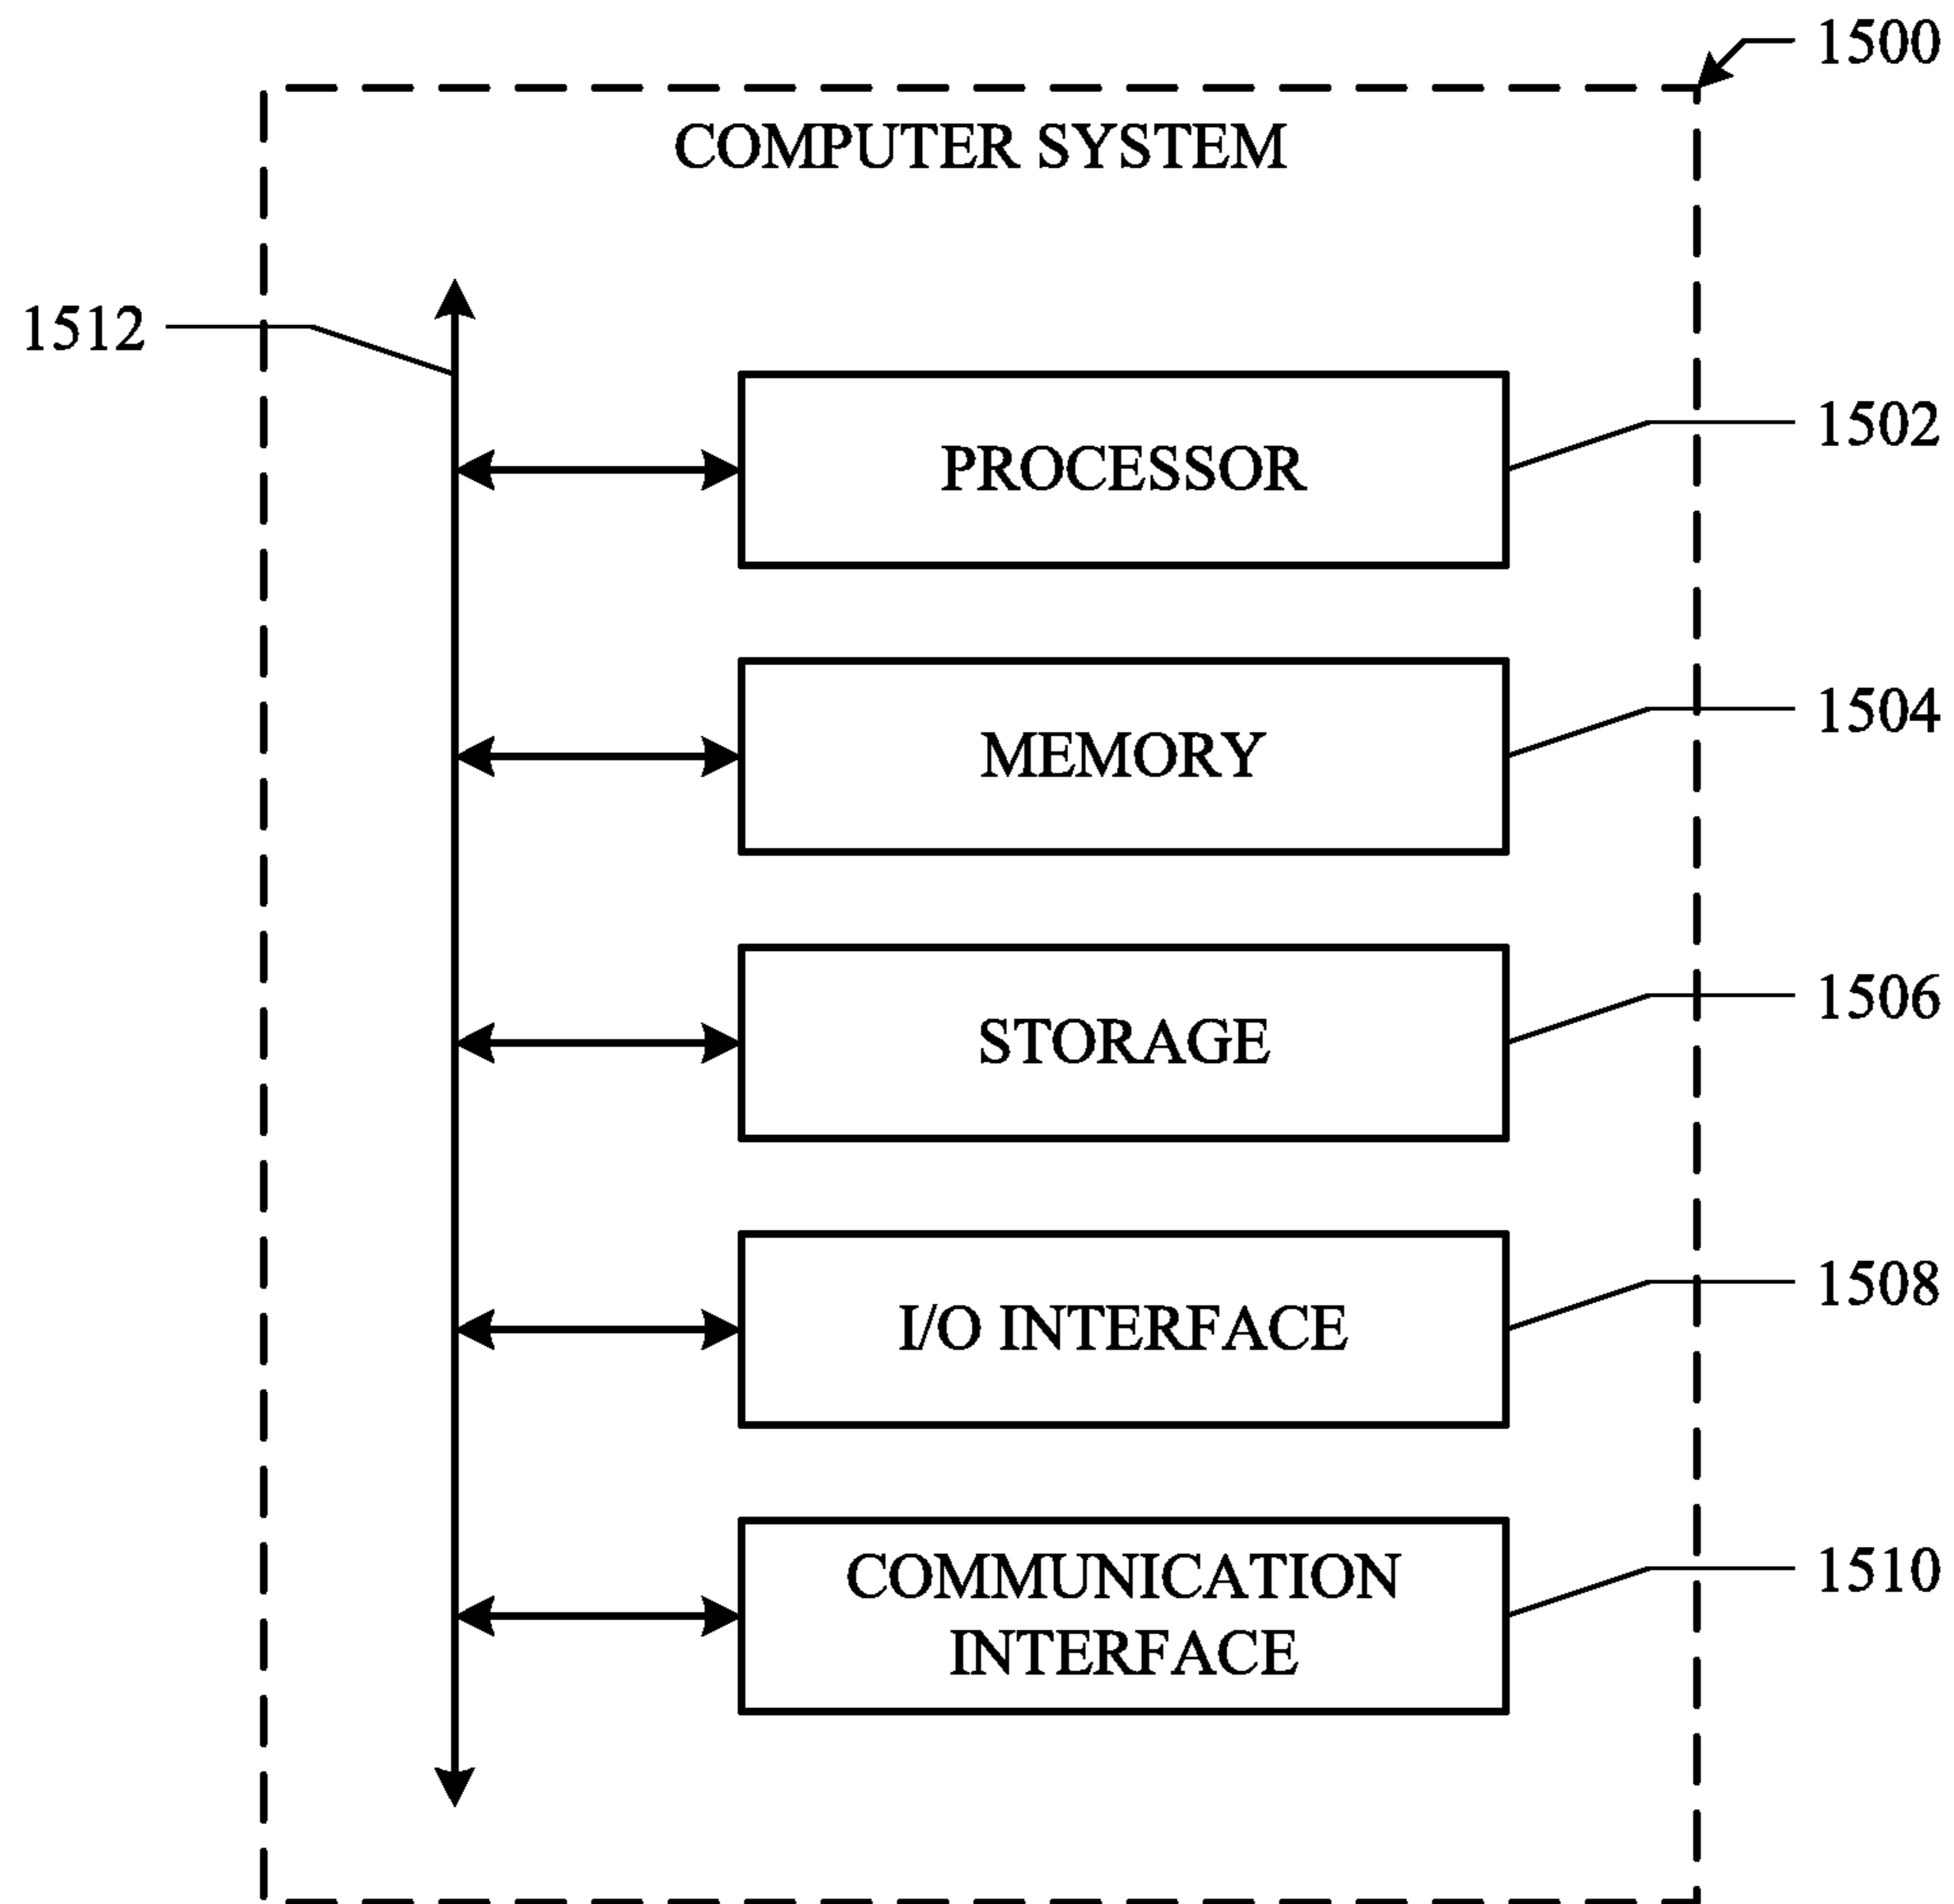 1500
COMPUTER SYSTEM
1512
1502
PROCESSOR
1504
MEMORY
1506
STORAGE
1508
I/O INTERFACE
1510
COMMUNICATION
INTERFACE